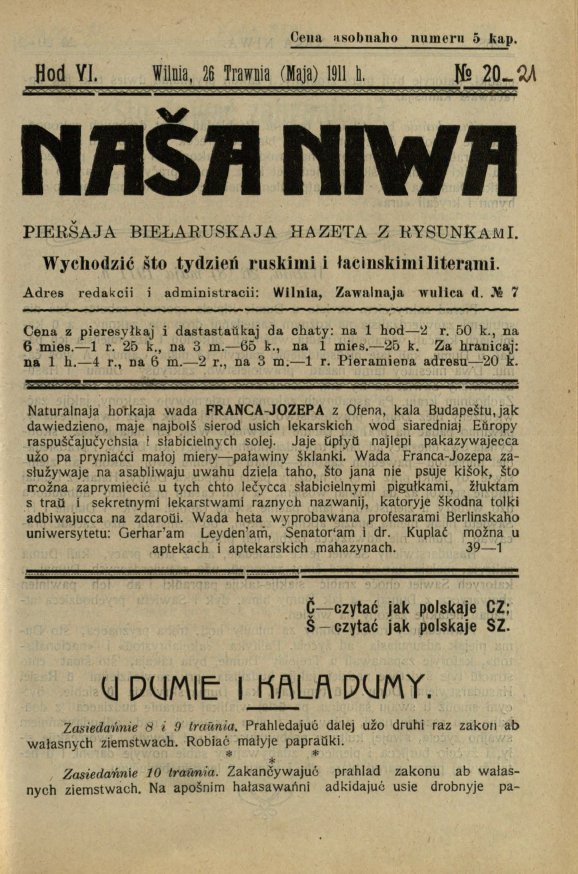 Cena asobnaho numeru 5 kap.
Hod VI. Wilnia, 26 Trawnia (Maja) 1911 h. № 20-21
NAŠA NIWA
PIERŠAJA BIEŁARUSKAJA HAZETA Z RYSUNKAMI.
Wychodzić što tydzień ruskimi i łacinskimi literami.
Adres redakcii i administracii: Wilnia, Zawalnaja wulica d. № 7
Cena z pieresyłkaj i dastastaŭkaj da chaty: na 1 hod—2 r. 50 k., na
6 mies.—1 r. 25 k., na 3 m.—65 k., na 1 mies.—25 k. Za hranicaj:
na 1 h.—4 r., na 6 m.—2 r., na 3 m.—1 r. Pieramiena adresu—20 k.
Naturalnaja horkaja wada FRANCA-JOZEPA z Ofena, kala Budapeštu, jak
dawiedzieno, maje najbolš sierod usich lekarskich wod siaredniaj Eŭropy
raspuščajučychsia i słabicielnych solej. Jaje ŭpłyŭ najlepi pakazywajecca
užo pa pryniaćci małoj miery—paławiny šklanki. Wada Franca-Jozepa za-
służywaje na asabliwaju uwahu dziela taho, što jana nie psuje kišok, što
možna zaprymiecić u tych chto lečycca słabicielnymi pigułkami, žłuktam
s traŭ i sekretnymi lekarstwami raznych nazwanij, katoryje škodna tolki
adbiwajucca na zdaroŭi. Wada heta wyprobawana profesarami Berlinskaho
uniwersytetu: Gerhar'am Leyden'am, Senator'am i dr. Kuplać možna u
aptekach i aptekarskich mahazynach. 39—1
Č—czytać jak polskaje CZ;
Š—czytać jak polskaje SZ.
U DUMIE I KALA DUMY.
Zasiedańnie 8 i 9 traŭnia. Prahledajuć dalej užo druhi raz zakon ab
wałasnych ziemstwach. Robiać małyje papraŭki.
* * *
Zasiedańnie 10 traŭnia. Zakančywajuć prahlad zakonu ab wałas-
nych ziemstwach. Na apošnim hałasawańni adkidajuć usie drobnyje pa-